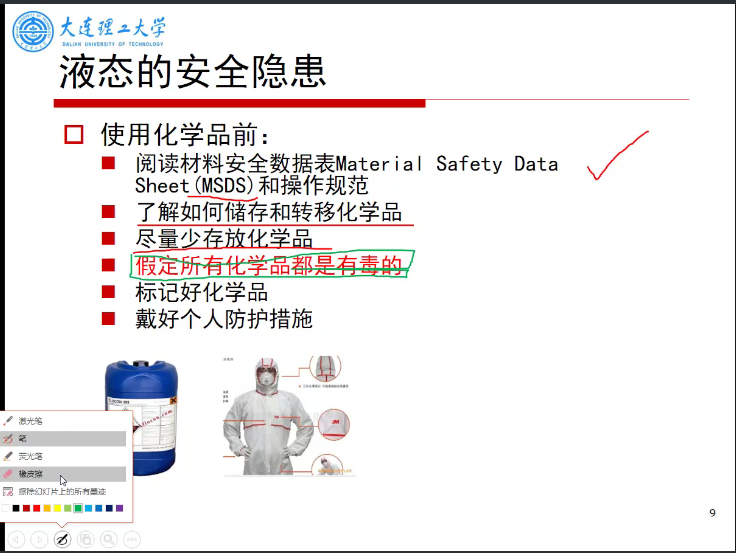 大连理工大学
DALIAN UNIVERSITY OF TECHNOLOGY
液态的安全隐患
使用化学品前:
阅读材料安全数据表Material Safety Data
Sheet(MSDS)和操作规范
了解如何储存和转移化学品
尽量少存放化学品
假定所有化学品都是有毒的
标记好化学品
戴好个人防护措施
3M
激光笔
笔
荧光笔
橡皮擦
擦除幻灯片上的所有墨迹
9